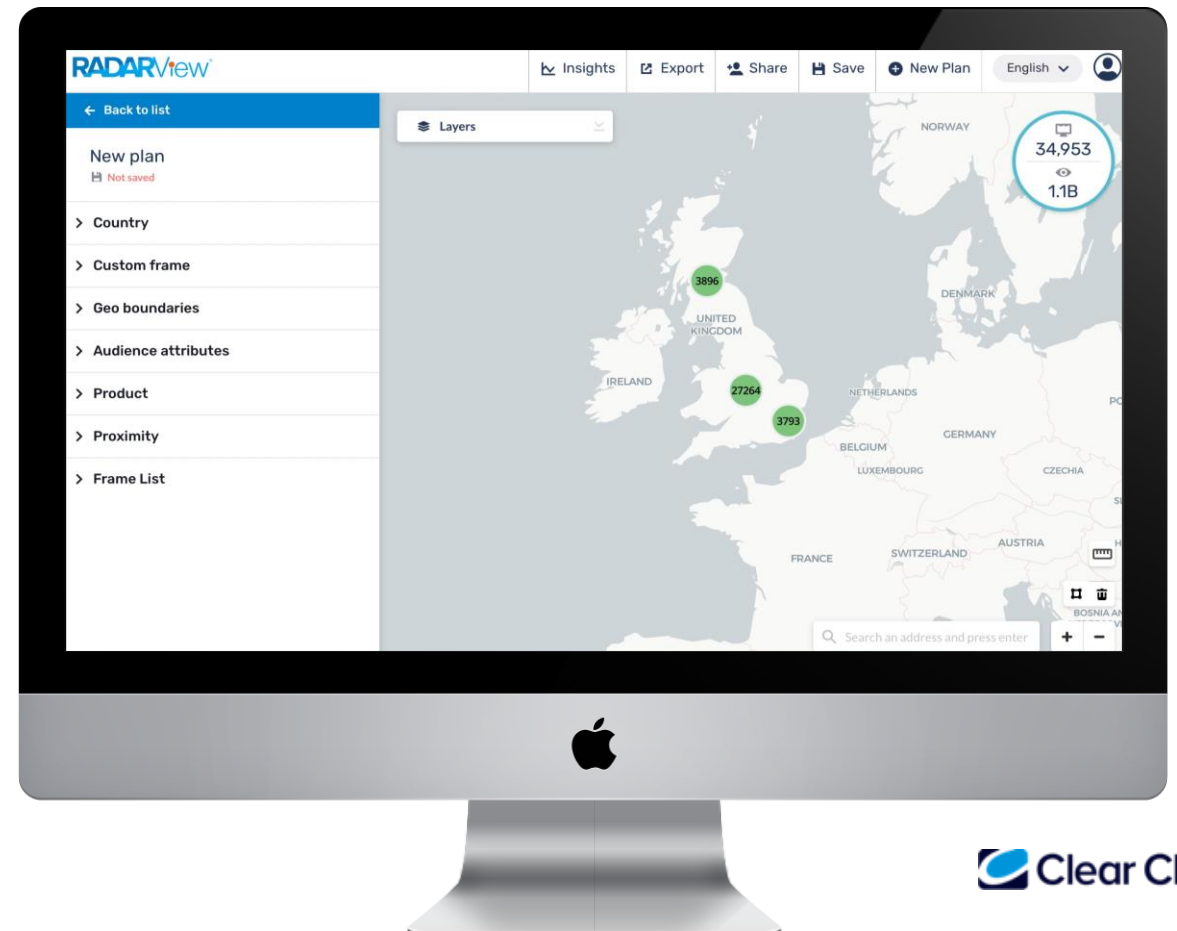 RADARView®
Insights
Export
Share
Save
New Plan
English
Back to list
Layers
New plan
Not saved
Country
Custom frame
Geo boundaries
Audience attributes
Product
Proximity
Frame List
NORWAY
34,953
1.1B
3896
DENMARK
UNITED
KINGDOM
IRELAND
27264
NETHERLANDS
3793
GERMANY
BELGIUM
LUXEMBOURG
CZECHIA
AUSTRIA
SWITZERLAND
FRANCE
BOSNIA AN
Search an address and press enter
Clear Cl